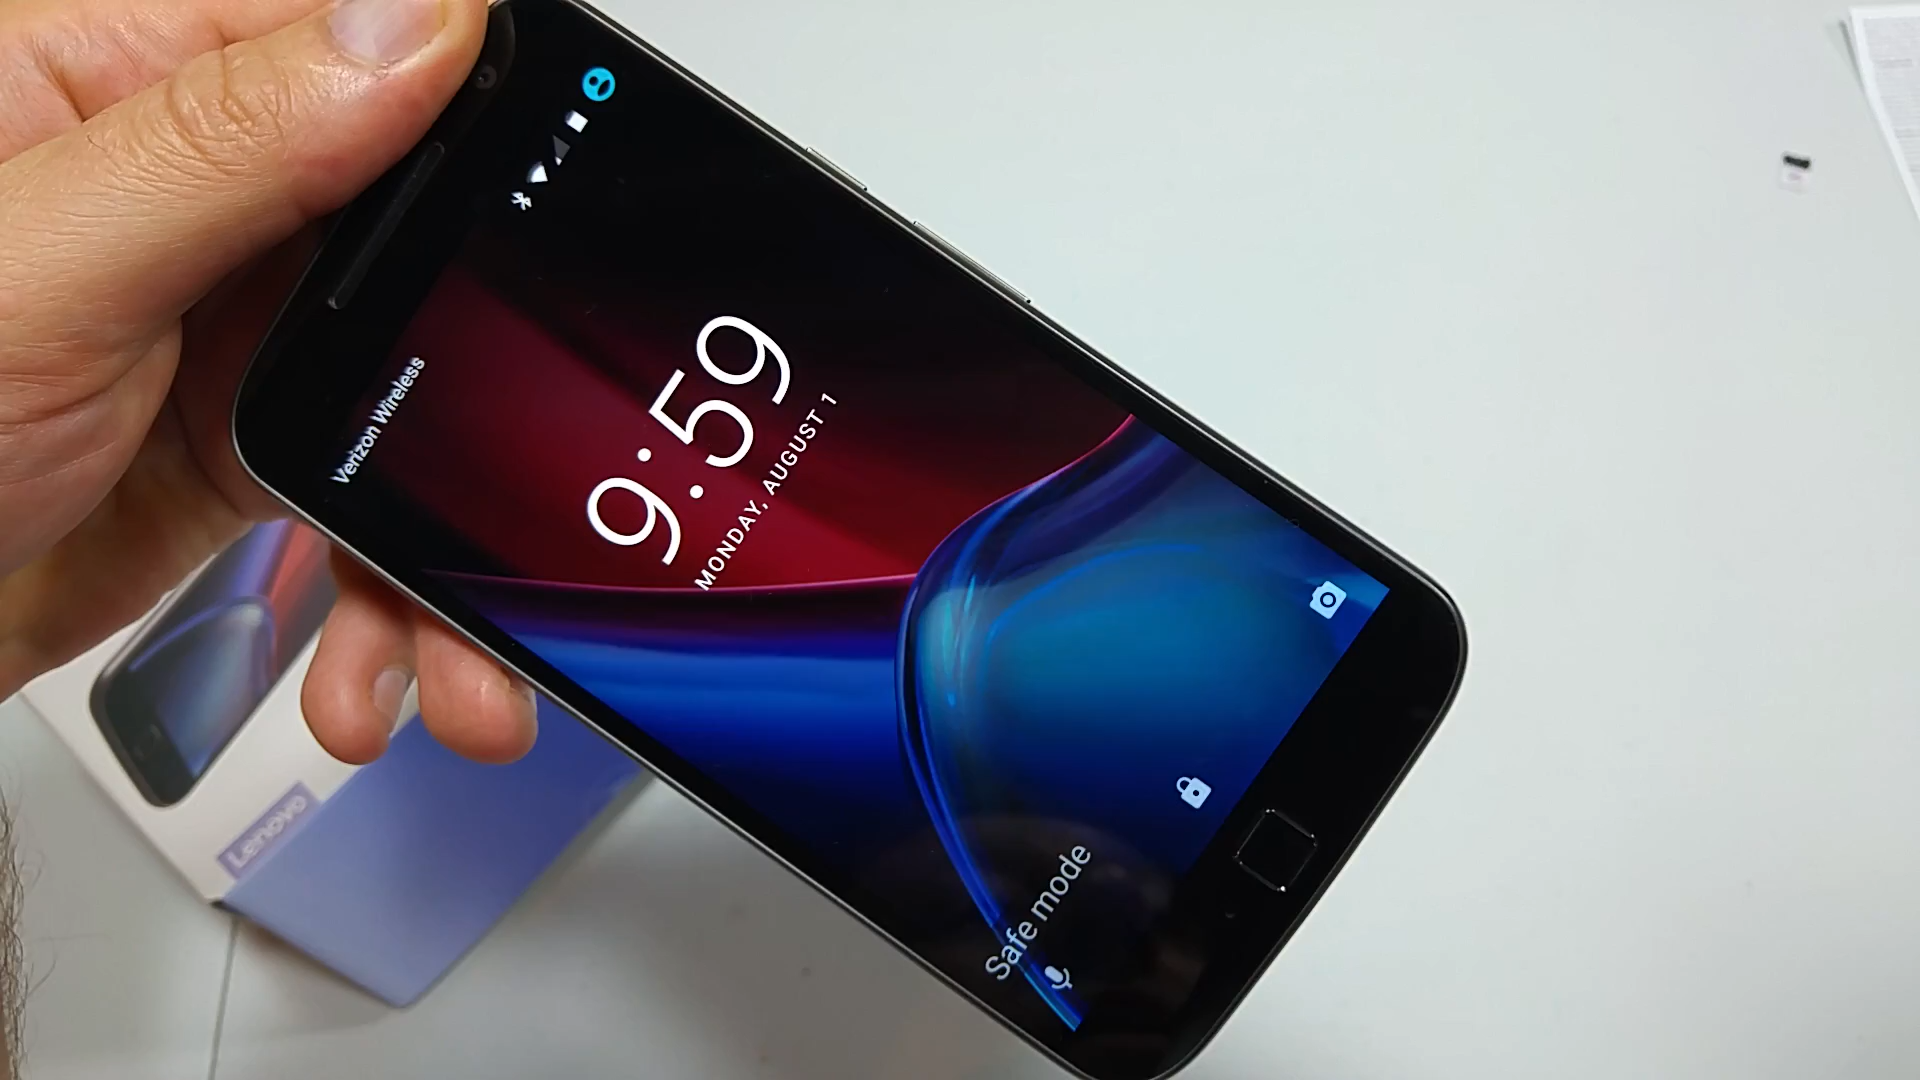 Verizon Wireless
9:59
MONDAY, AUGUST 1
Safe mode
Lenovo